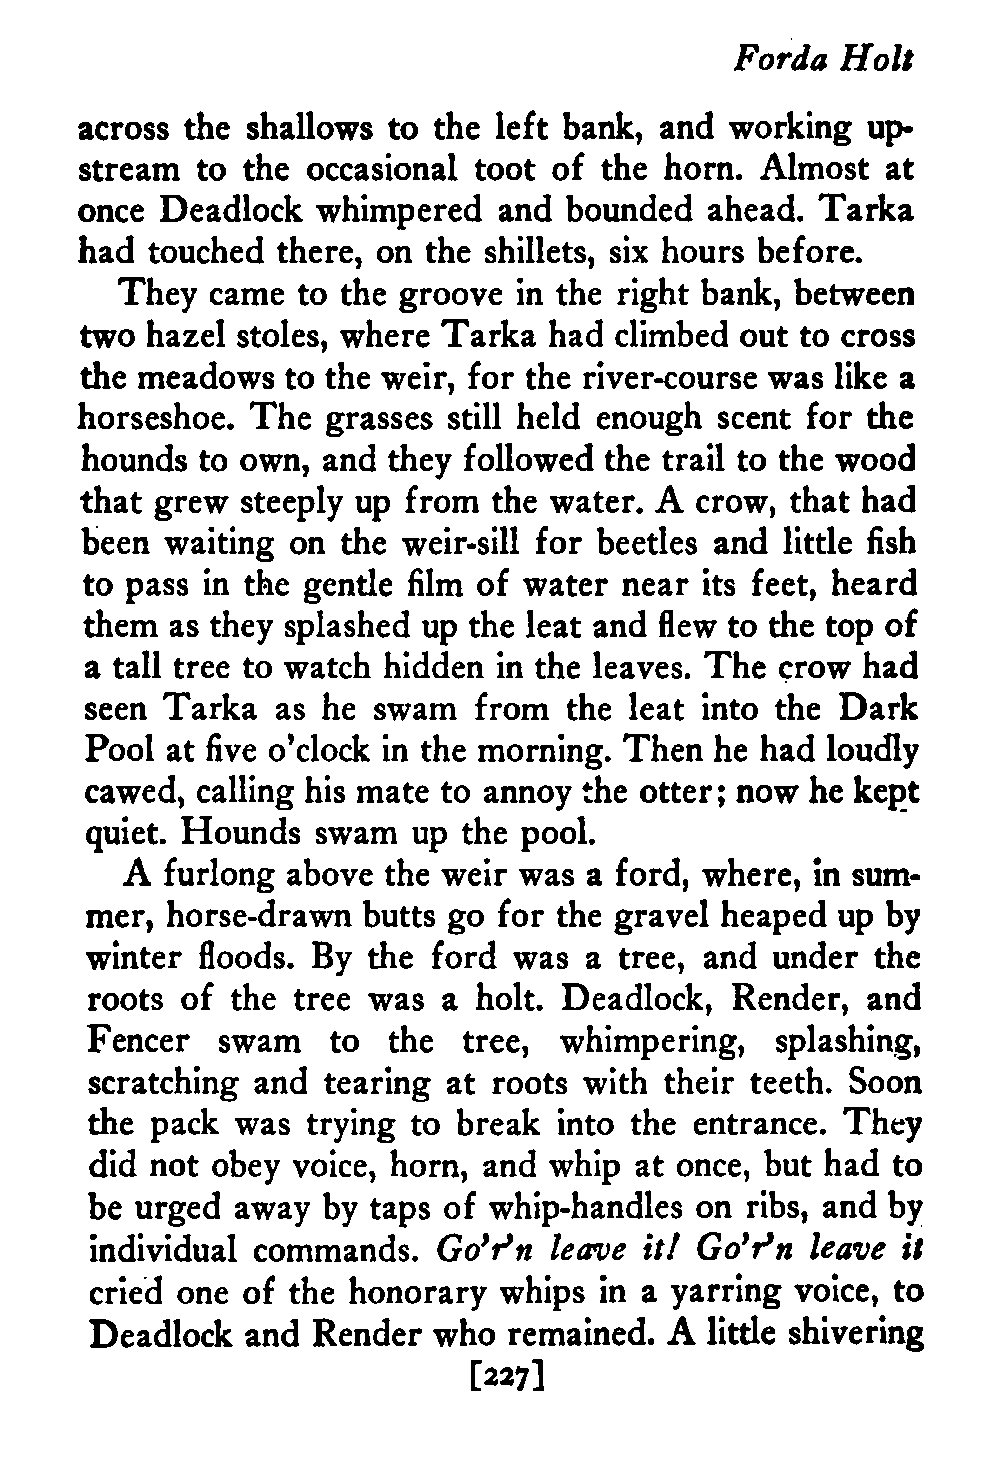 Forda Holt
across the shallows to the left bank, and working up-
stream to the occasional toot of the horn. Almost at
once Deadlock whimpered and bounded ahead. Tarka
had touched there, on the shillets, six hours before.
They came to the groove in the right bank, between
two hazel stoles, where Tarka had climbed out to cross
the meadows to the weir, for the river-course was like a
horseshoe. The grasses still held enough scent for the
hounds to own, and they followed the trail to the wood
that grew steeply up from the water. A crow, that had
been waiting on the weir-sill for beetles and little fish
to pass in the gentle film of water near its feet, heard
them as they splashed up the leat and flew to the top of
a tall tree to watch hidden in the leaves. The crow had
seen Tarka as he swam from the leat into the Dark
Pool at five o'clock in the morning. Then he had loudly
cawed, calling his mate to annoy the otter; now he kept
quiet. Hounds swam up the pool.
A furlong above the weir was a ford, where, in sum-
mer, horse-drawn butts go for the gravel heaped up by
winter floods. By the ford was a tree, and under the
roots of the tree was a holt. Deadlock, Render, and
Fencer swam to the tree, whimpering, splashing,
scratching and tearing at roots with their teeth. Soon
the pack was trying to break into the entrance. They
did not obey voice, horn, and whip at once, but had to
be urged away by taps of whip-handles on ribs, and by
individual commands. Go'r'n leave it! Go'r'n leave it
cried one of the honorary whips in a yarring voice, to
Deadlock and Render who remained. A little shivering
[227]